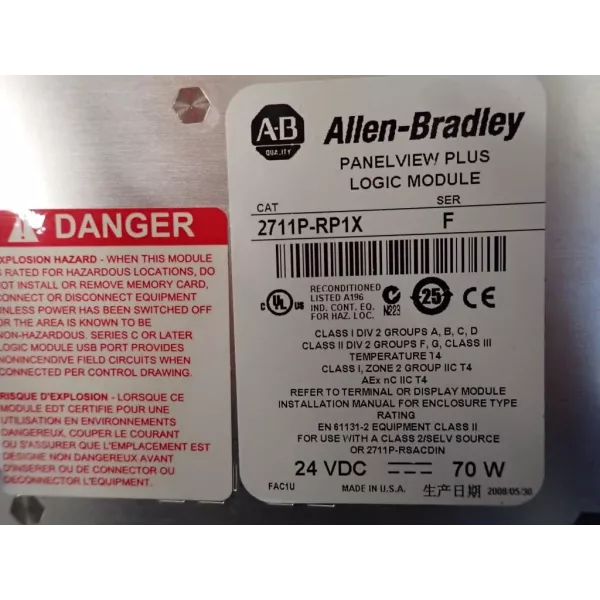 DANGER
EXPLOSION HAZARD - WHEN THIS MODULE
IS RATED FOR HAZARDOUS LOCATIONS, DO
NOT INSTALL OR REMOVE MEMORY CARD,
CONNECT OR DISCONNECT EQUIPMENT
UNLESS POWER HAS BEEN SWITCHED OFF
OR THE AREA IS KNOWN TO BE
NON-HAZARDOUS. SERIES C OR LATER
LOGIC MODULE USB PORT PROVIDES
NONINCENDIVE FIELD CIRCUITS WHEN
CONNECTED PER CONTROL DRAWING.
RISQUE D'EXPLOSION - LORSQUE CE
MODULE EDT CERTIFIE POUR UNE
UTILISATION EN ENVIRONNEMENTS
DANGEREUX, COUPER LE COURANT
OU S'ASSURER QUE L'EMPLACEMENT EST
DESIGNE NON DANGEREUX AVANT
D'INSERER OU DE CONNECTOR OU
DECONNECTER
A-B
QUALITY
Allen-Bradley
PANELVIEW PLUS
LOGIC MODULE
CAT SER
2711P-RP1X F
c UL US
RECONDITIONED
LISTED A196
IND. CONT. EQ.
FOR HAZ. LOC.
N223
25
CE
CLASS I DIV 2 GROUPS A, B, C, D
CLASS II DIV 2 GROUPS F, G, CLASS III
TEMPERATURE T4
CLASS I, ZONE 2 GROUP IIC T4
AEx nC IIC T4
REFER TO TERMINAL OR DISPLAY MODULE
INSTALLATION MANUAL FOR ENCLOSURE TYPE
RATING
EN 61131-2 EQUIPMENT CLASS II
FOR USE WITH A CLASS 2/SELV SOURCE
OR 2711P-RSACDIN
24 VDC 70 W
FAC1U MADE IN U.S.A. 生产日期 2008/05/30